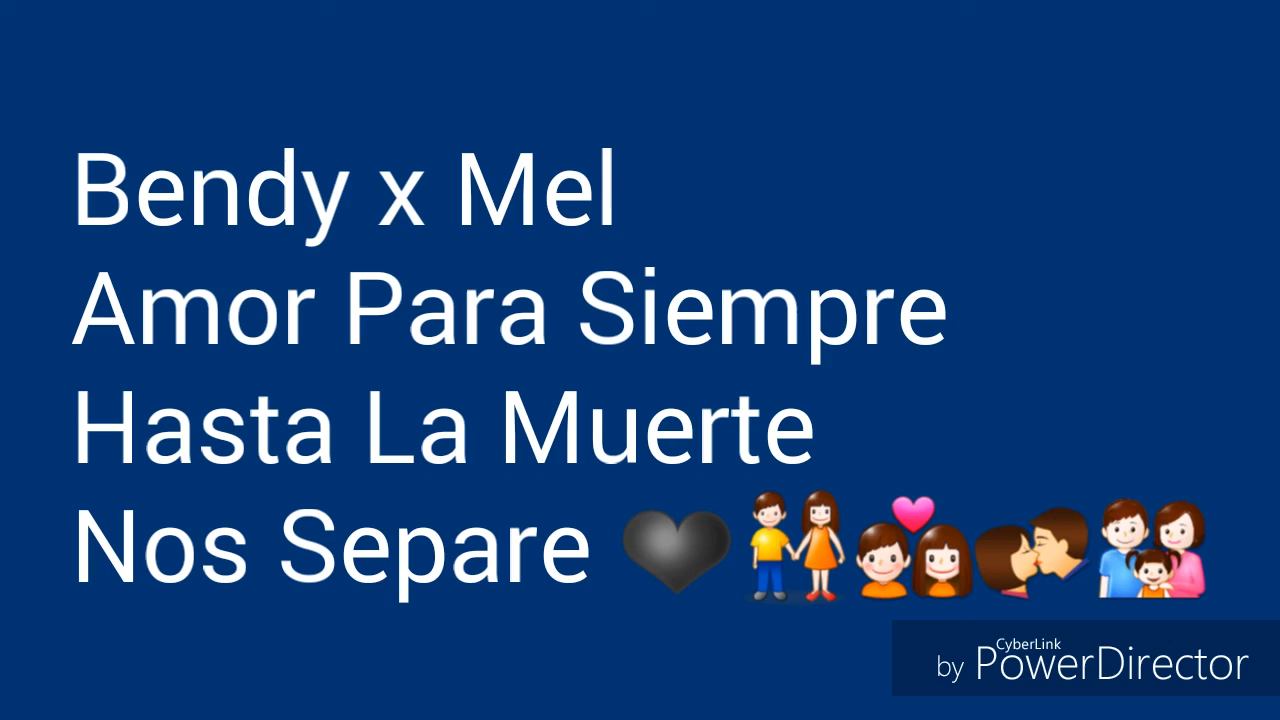 Bendy x Mel
Amor Para Siempre
Hasta La Muerte
Nos Separe 🖤👫💑💏👪
by CyberLink PowerDirector